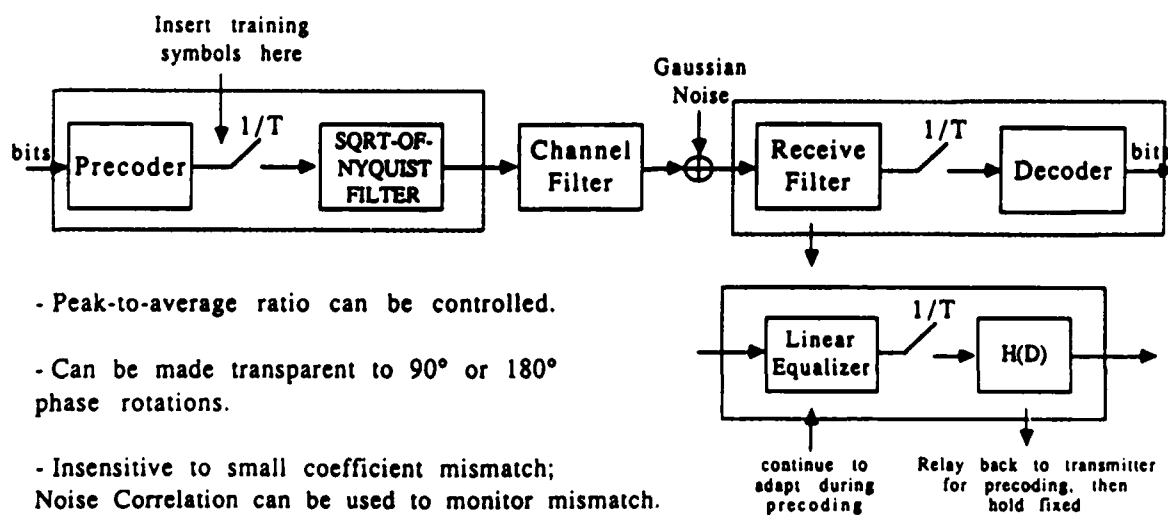 Insert training
symbols here
Gaussian
Noise
bits
Precoder
1/T
SQRT-OF-
NYQUIST
FILTER
Channel
Filter
Receive
Filter
1/T
Decoder
bits
- Peak-to-average ratio can be controlled.
- Can be made transparent to 90° or 180°
phase rotations.
- Insensitive to small coefficient mismatch;
Noise Correlation can be used to monitor mismatch.
Linear
Equalizer
1/T
H(D)
continue to
adapt during
precoding
Relay back to transmitter
for precoding, then
hold fixed